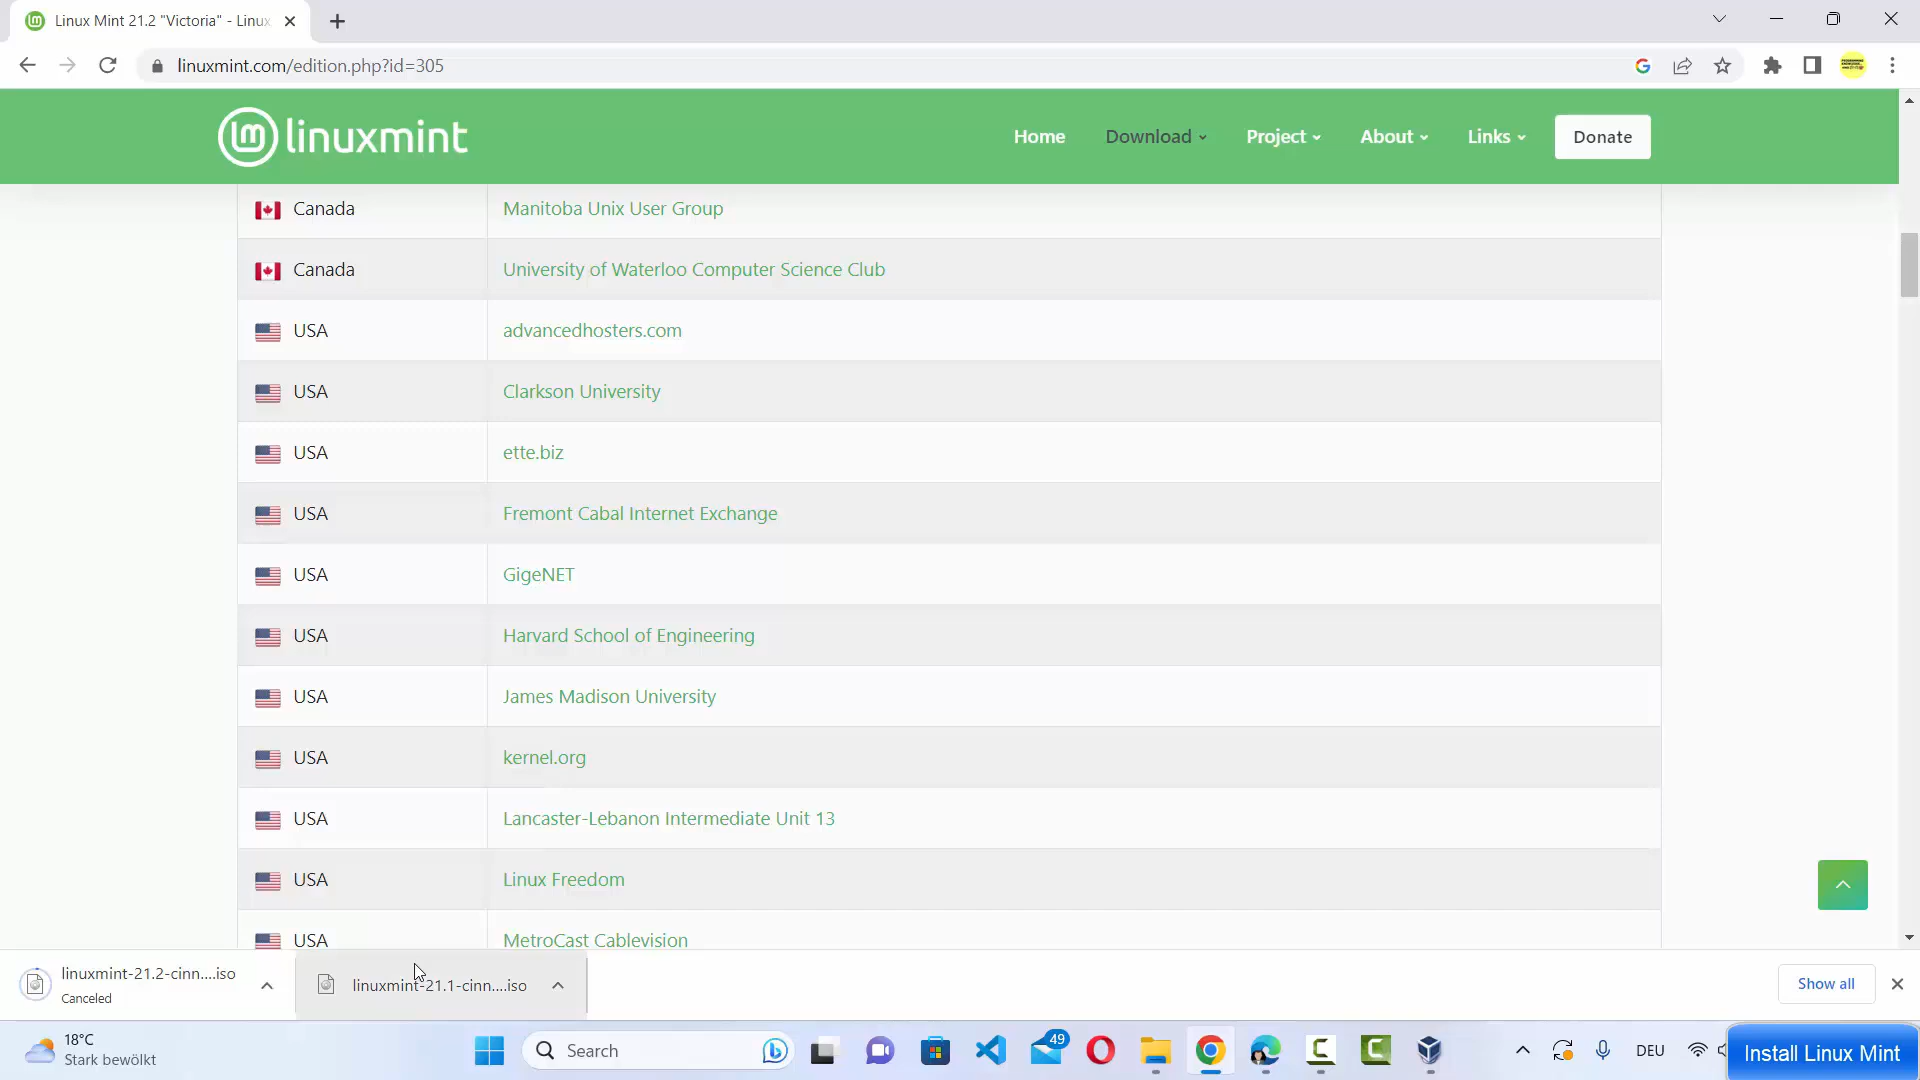 Linux Mint 21.2 "Victoria" - Linux
linuxmint.com/edition.php?id=305
linuxmint
Home
Download
Project
About
Links
Donate
Canada
Manitoba Unix User Group
Canada
University of Waterloo Computer Science Club
USA
advancedhosters.com
USA
Clarkson University
USA
ette.biz
USA
Fremont Cabal Internet Exchange
USA
GigeNET
USA
Harvard School of Engineering
USA
James Madison University
USA
kernel.org
USA
Lancaster-Lebanon Intermediate Unit 13
USA
Linux Freedom
USA
MetroCast Cablevision
linuxmint-21.2-cinn....iso
Canceled
linuxmint-21.1-cinn....iso
Show all
18°C
Stark bewölkt
Search
49
DEU
Install Linux Mint